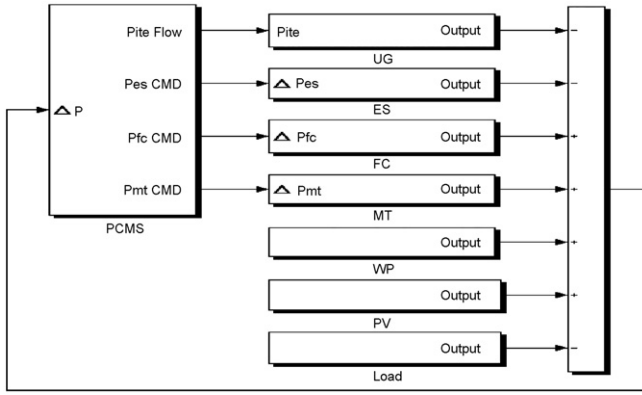 Pite Flow
Pite
Output
−
UG
Pes CMD
△ Pes
Output
−
ES
△ P
Pfc CMD
△ Pfc
Output
+
FC
Pmt CMD
△ Pmt
Output
+
MT
PCMS
Output
+
WP
Output
+
PV
Output
−
Load